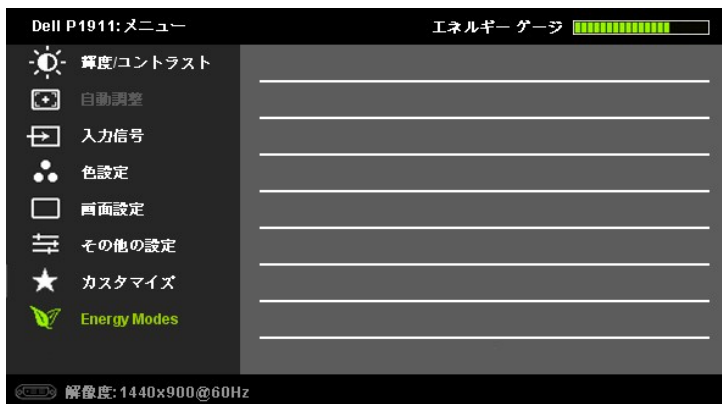 Dell P1911:メニュー エネルギー ゲージ
輝度/コントラスト
自動調整
入力信号
色設定
画面設定
その他の設定
カスタマイズ
Energy Modes
解像度:1440x900@60Hz